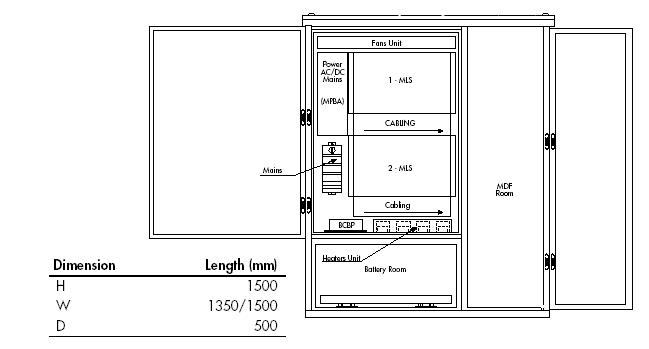 Fans Unit
Power
AC/DC
Mains
(MPBA)
1 - MLS
CABLING
2 - MLS
Mains
Cabling
MDF
Room
BCBP
Heaters Unit
Battery Room
Dimension Length (mm)
H 1500
W 1350/1500
D 500